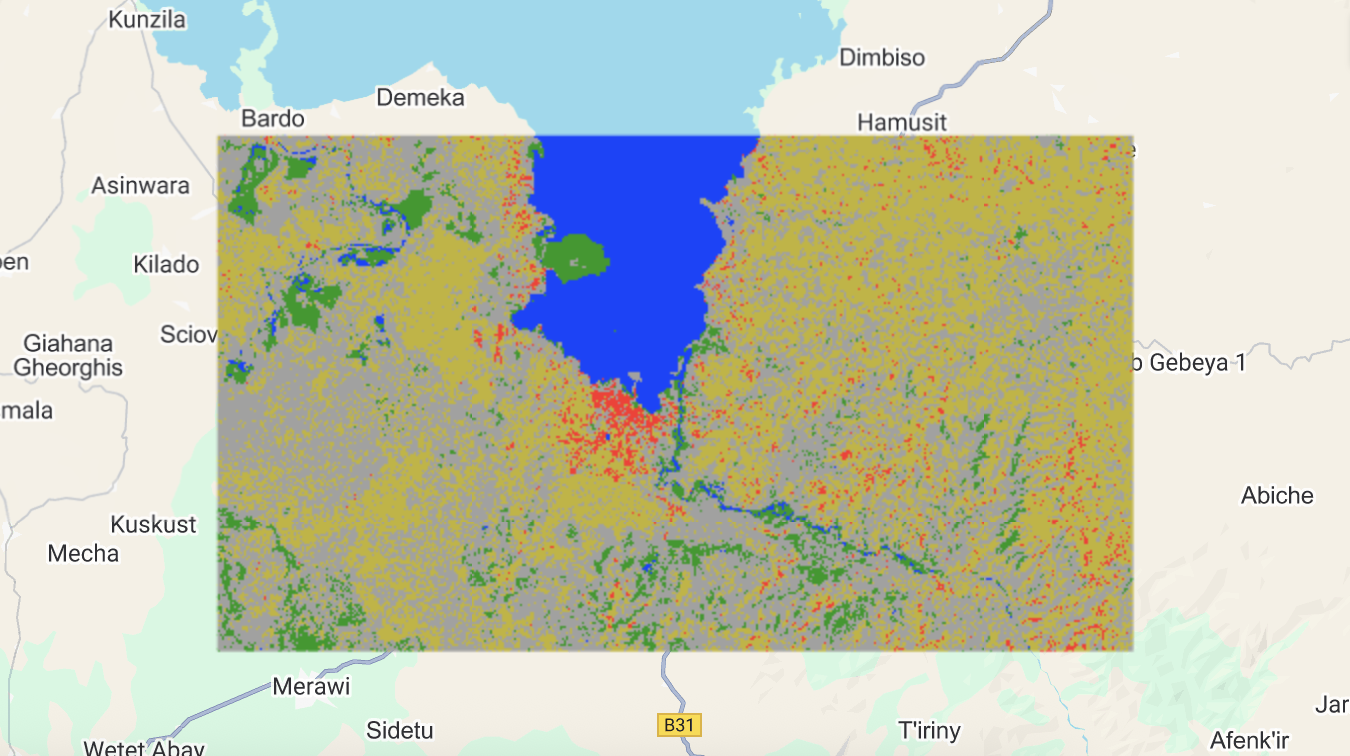 Kunzila
Dimbiso
Demeka
Bardo
Hamusit
e
Asinwara
en
Kilado
Sciov
Giahana
Gheorghis
b Gebeya 1
mala
Abiche
Kuskust
Mecha
Merawi
Jar
Sidetu
B31
T'iriny
Afenk'ir
Wetet Abay